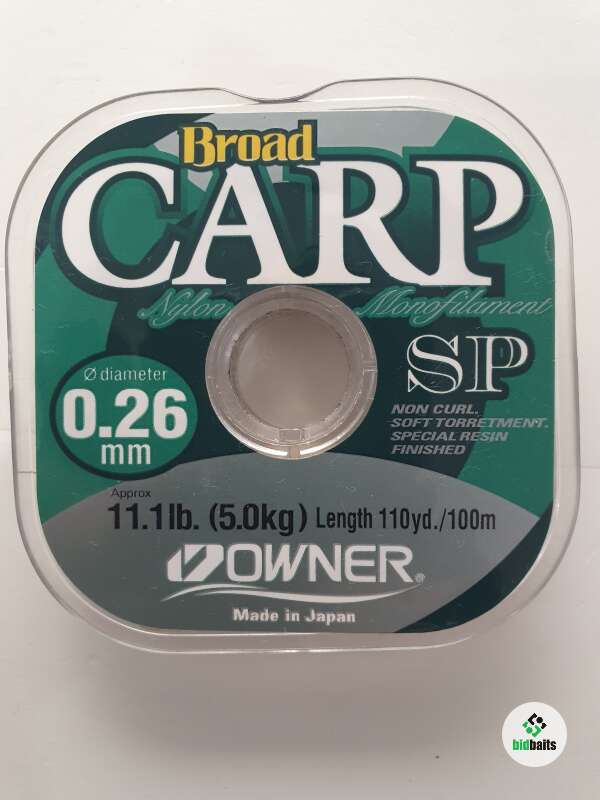 Broad
CARP
Nylon Monofilament
SP
NON CURL.
SOFT TORRETMENT.
SPECIAL RESIN
FINISHED
Ø diameter
0.26
mm
Approx
11.1lb. (5.0kg) Length 110yd./100m
OWNER®
Made in Japan
bidbaits